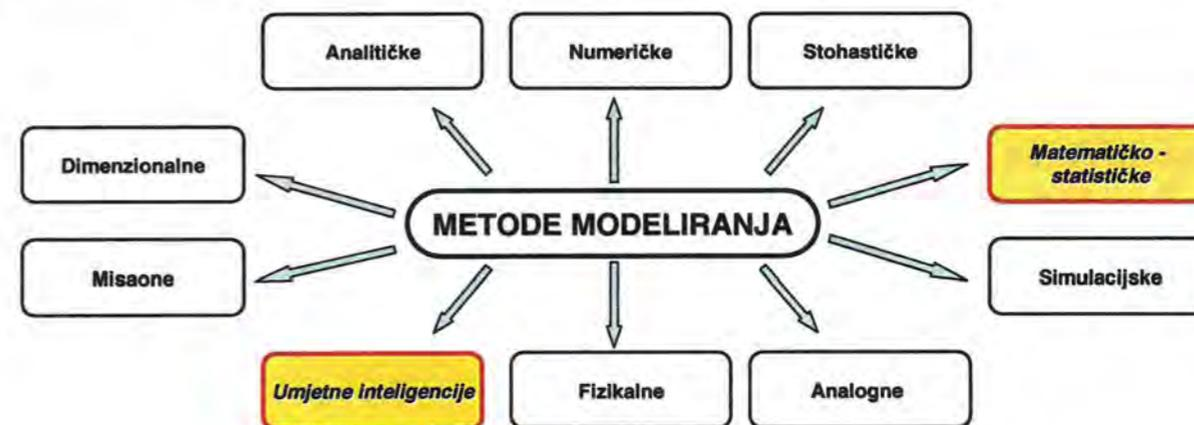 Analitičke
Numeričke
Stohastičke
Dimenzionalne
Matematičko -
statističke
METODE MODELIRANJA
Misaone
Simulacijske
Umjetne inteligencije
Fizikalne
Analogne